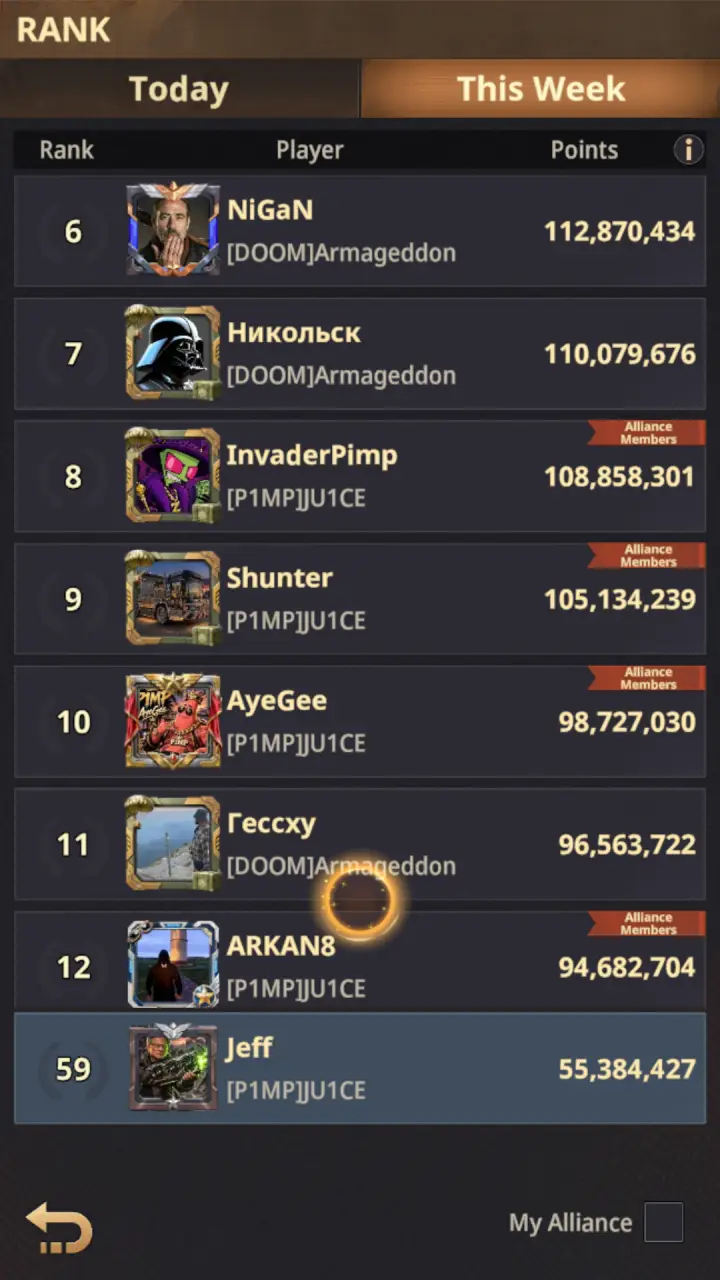 RANK
Today
This Week
Rank
Player
Points
6
NiGaN
[DOOM]Armageddon
112,870,434
7
Никольск
[DOOM]Armageddon
110,079,676
Alliance
Members
8
InvaderPimp
[P1MP]JU1CE
108,858,301
Alliance
Members
9
Shunter
[P1MP]JU1CE
105,134,239
Alliance
Members
10
AyeGee
[P1MP]JU1CE
98,727,030
11
Гессху
[DOOM]Armageddon
96,563,722
Alliance
Members
12
ARKAN8
[P1MP]JU1CE
94,682,704
59
Jeff
[P1MP]JU1CE
55,384,427
My Alliance